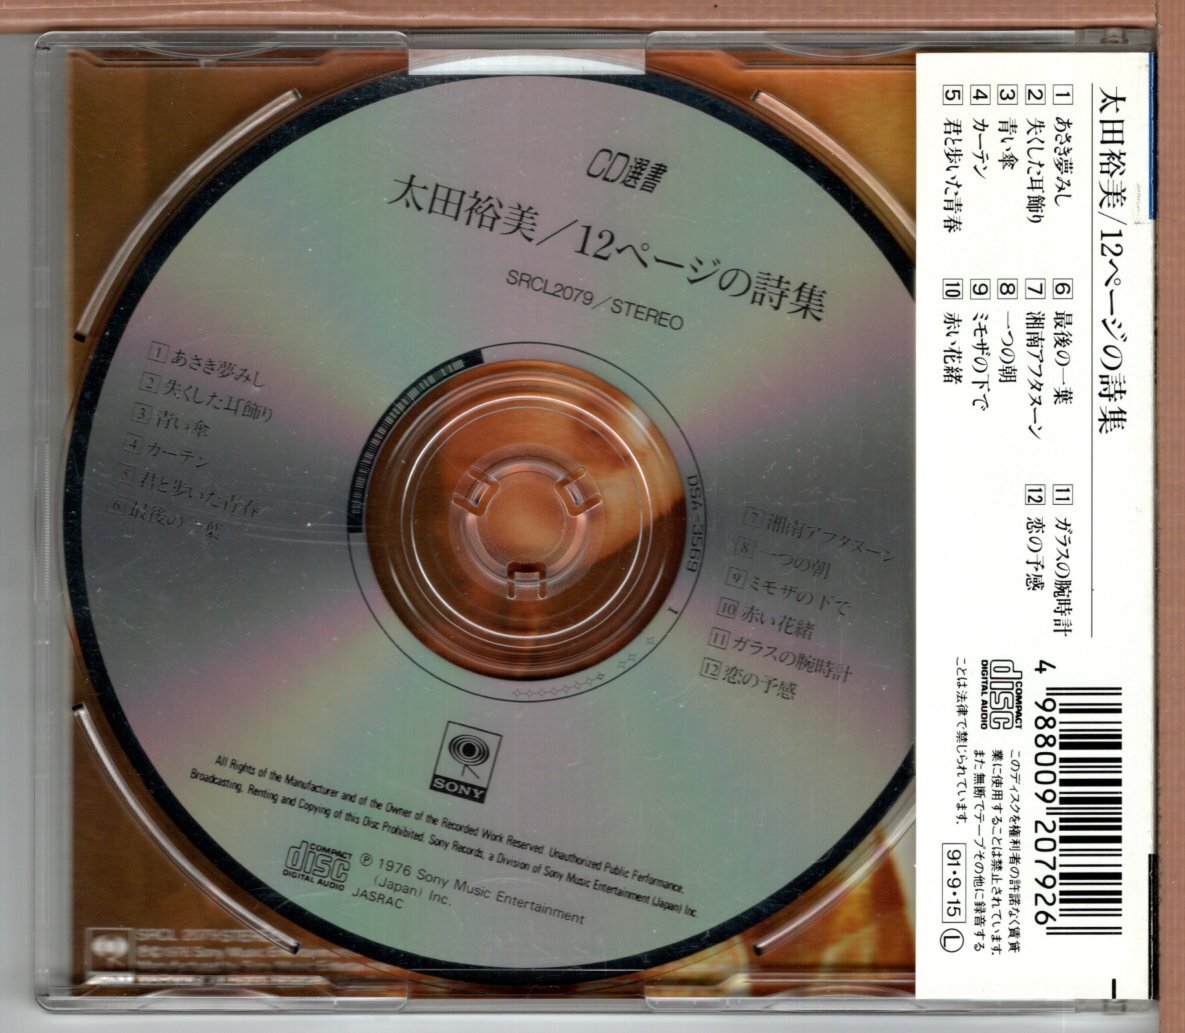 CD選書
太田裕美／12ページの詩集
SRCL2079／STEREO
1 あさき夢みし
2 失くした耳飾り
3 青い傘
4 カーテン
5 君と歩いた青春
6 最後の一葉
7 湘南アフタヌーン
8 一つの朝
9 ミモザの下で
10 赤い花緒
11 ガラスの腕時計
12 恋の予感
DSA-3569 1
SONY
All Rights of the Manufacturer and of the Owner of the Recorded Work Reserved. Unauthorized Public Performance,
Broadcasting, Renting and Copying of this Disc Prohibited. Sony Records, a Division of Sony Music Entertainment (Japan) Inc.
COMPACT
disc
DIGITAL AUDIO
Ⓟ 1976 Sony Music Entertainment
(Japan) Inc.
JASRAC
太田裕美/12ページの詩集
1 あさき夢みし
2 失くした耳飾り
3 青い傘
4 カーテン
5 君と歩いた青春
6 最後の一葉
7 湘南アフタヌーン
8 一つの朝
9 ミモザの下で
10 赤い花緒
11 ガラスの腕時計
12 恋の予感
4 988009 207926
COMPACT
disc
DIGITAL AUDIO
このディスクを権利者の許諾なく賃貸
業に使用することは禁止されています。
また無断でテープその他に録音する
ことは法律で禁じられています。
91・9・15 L
SRCL 2079/STEREO